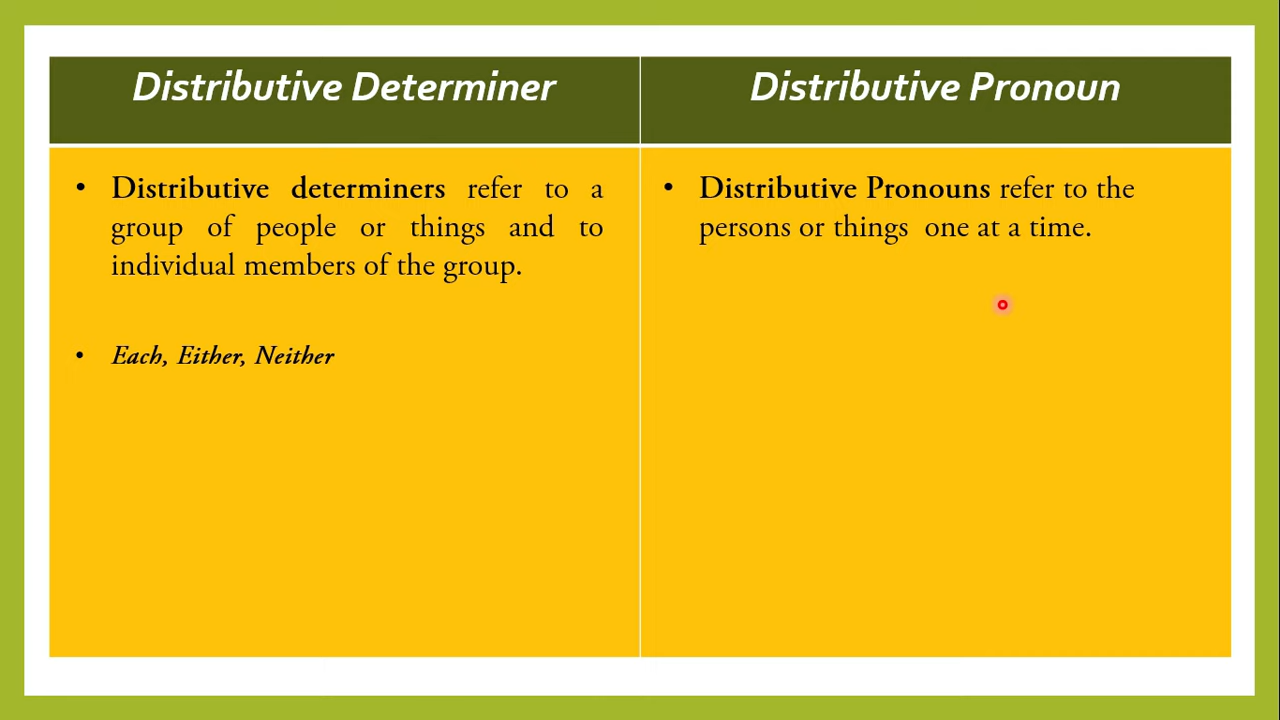 Distributive Determiner
Distributive Pronoun
• Distributive determiners refer to a
group of people or things and to
individual members of the group.
• Each, Either, Neither
• Distributive Pronouns refer to the
persons or things one at a time.